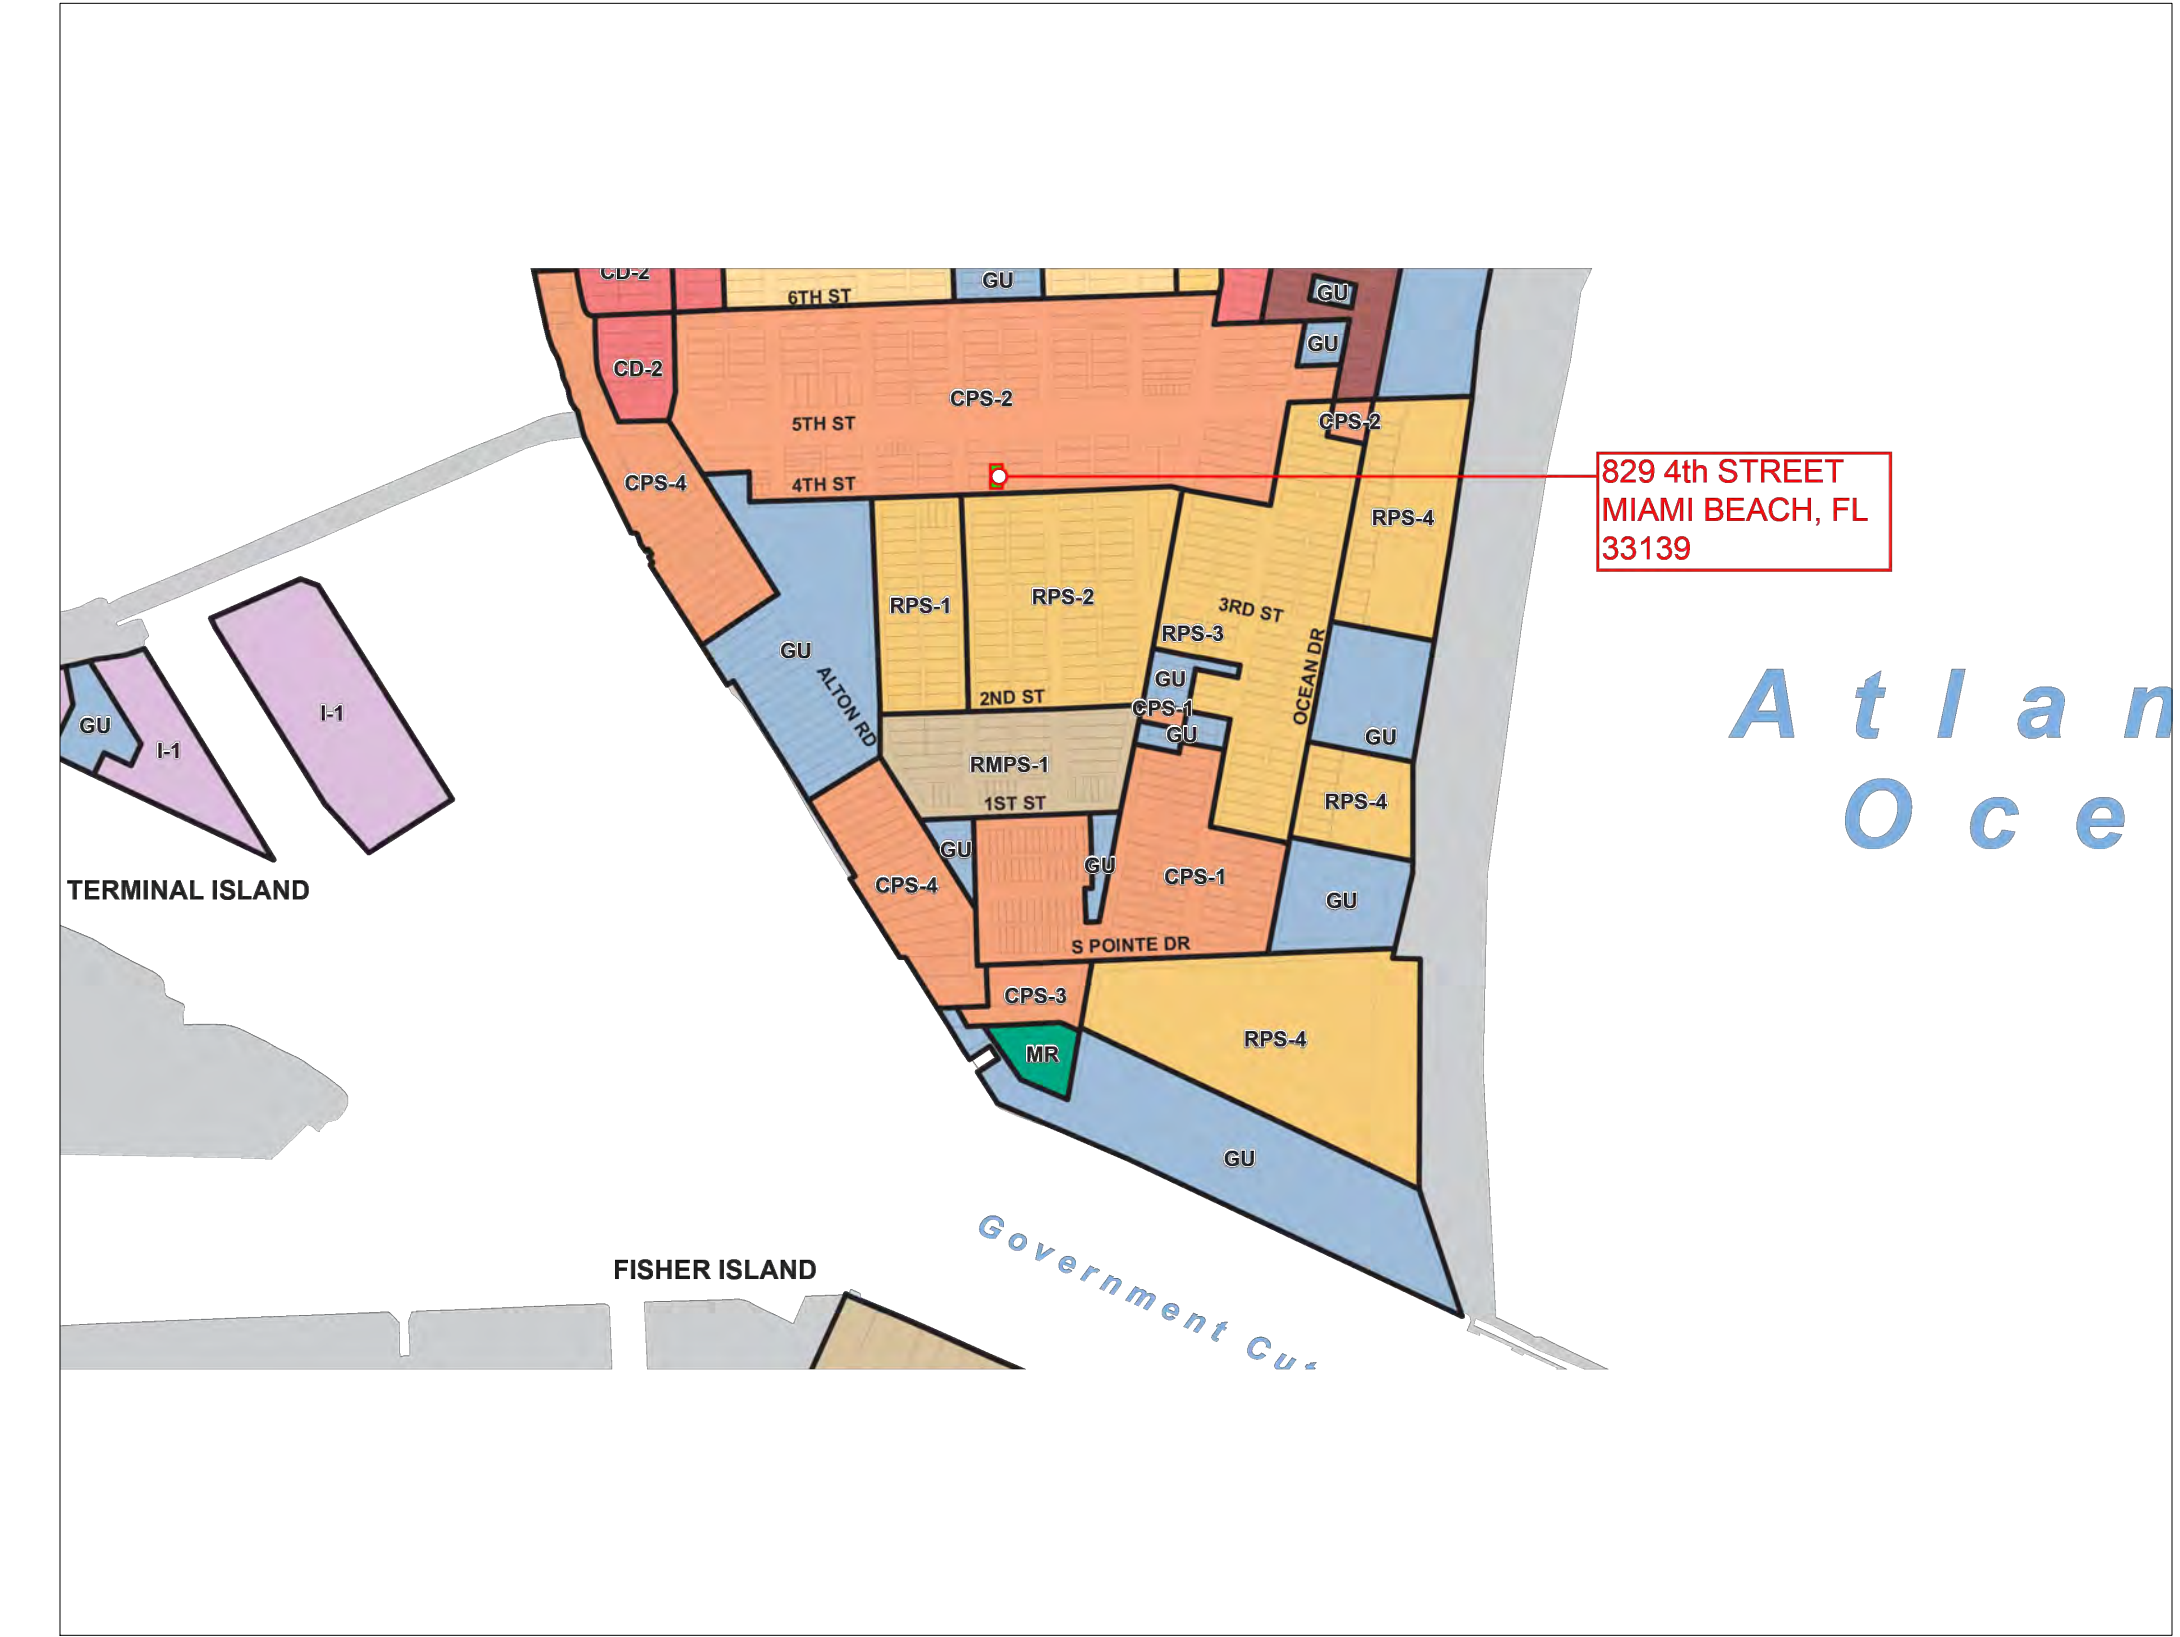 CD-2
GU
6TH ST
GU
GU
CD-2
CPS-2
5TH ST
CPS-2
829 4th STREET
MIAMI BEACH, FL
33139
CPS-4
4TH ST
RPS-4
RPS-1
RPS-2
3RD ST
RPS-3
GU
OCEAN DR
GU
ALTON RD
2ND ST
CPS-1
GU
GU
GU
I-1
I-1
RMPS-1
1ST ST
RPS-4
GU
GU
CPS-4
CPS-1
GU
TERMINAL ISLAND
S POINTE DR
CPS-3
MR
RPS-4
GU
Atlan
Oce
Government Cut
FISHER ISLAND